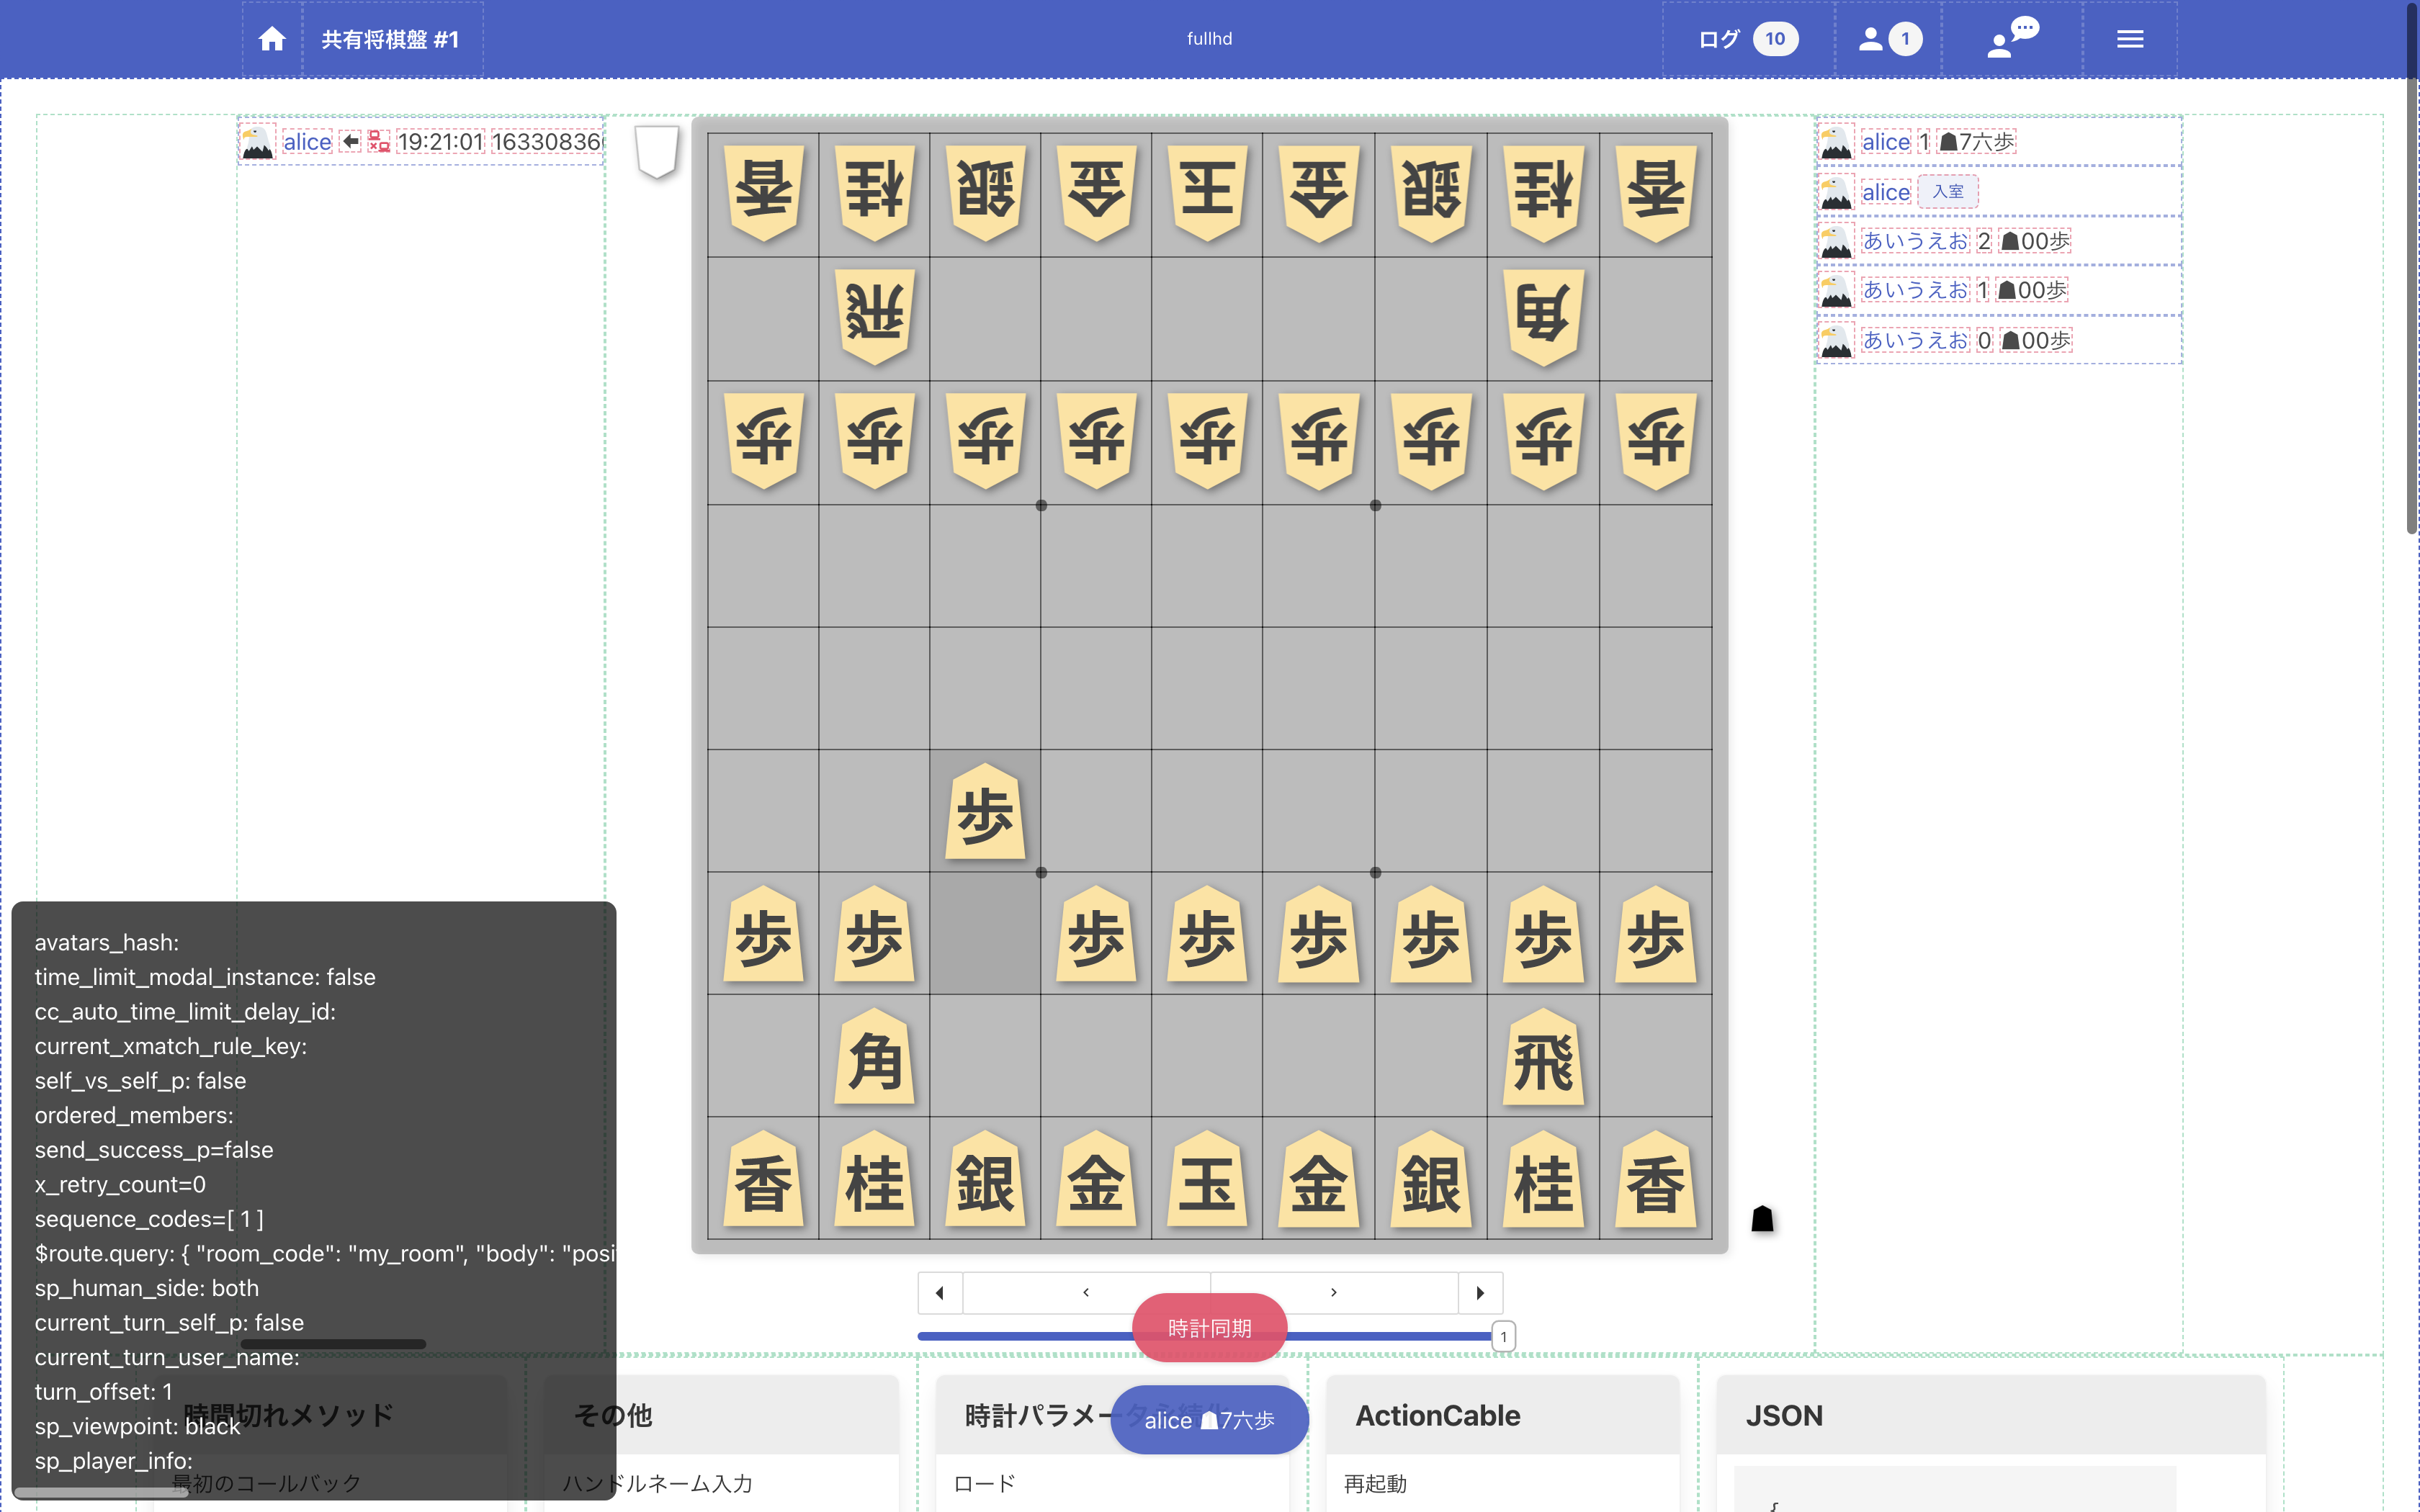 共有将棋盤 #1
fullhd
ログ 10
1
alice 19:21:01 16330836
alice 1 ☗7六歩
alice 入室
あいうえお 2 ☗00歩
あいうえお 1 ☗00歩
あいうえお 0 ☗00歩
香 桂 銀 金 玉 金 銀 桂 香
飛 角
歩 歩 歩 歩 歩 歩 歩 歩 歩
歩
歩 歩 歩 歩 歩 歩 歩 歩
角 飛
香 桂 銀 金 玉 金 銀 桂 香
1
時計同期
alice ☗7六歩
avatars_hash:
time_limit_modal_instance: false
cc_auto_time_limit_delay_id:
current_xmatch_rule_key:
self_vs_self_p: false
ordered_members:
send_success_p=false
x_retry_count=0
sequence_codes=[ 1 ]
$route.query: { "room_code": "my_room", "body": "posi
sp_human_side: both
current_turn_self_p: false
current_turn_user_name:
turn_offset: 1
sp_viewpoint: black
sp_player_info:
時間切れメソッド
最初のコールバック
その他
ハンドルネーム入力
時計パラメー
ロード
ActionCable
再起動
JSON
{